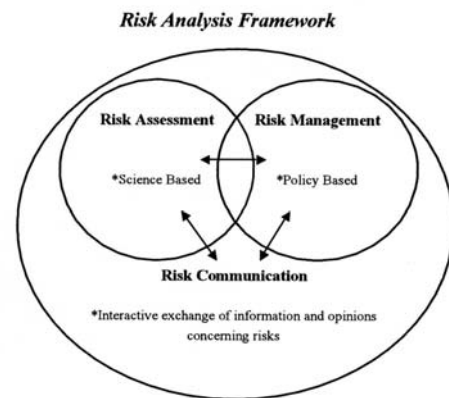 Risk Analysis Framework
Risk Assessment
Risk Management
*Science Based
*Policy Based
Risk Communication
*Interactive exchange of information and opinions
concerning risks